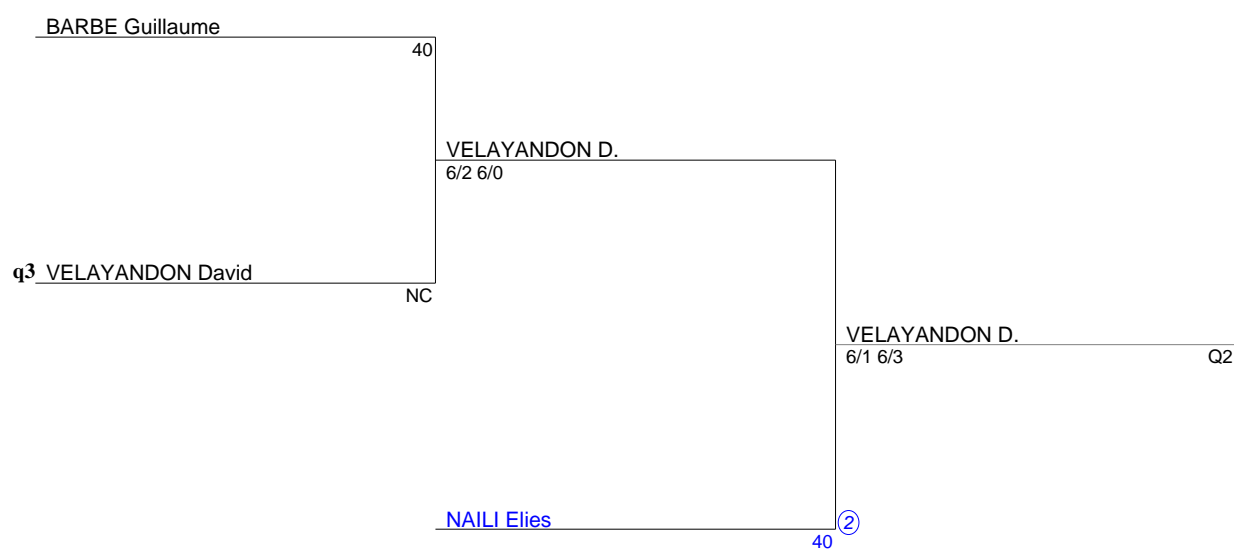 BARBE Guillaume
40
VELAYANDON D.
6/2 6/0
q3 VELAYANDON David
NC
VELAYANDON D.
6/1 6/3 Q2
NAILI Elies 2
40